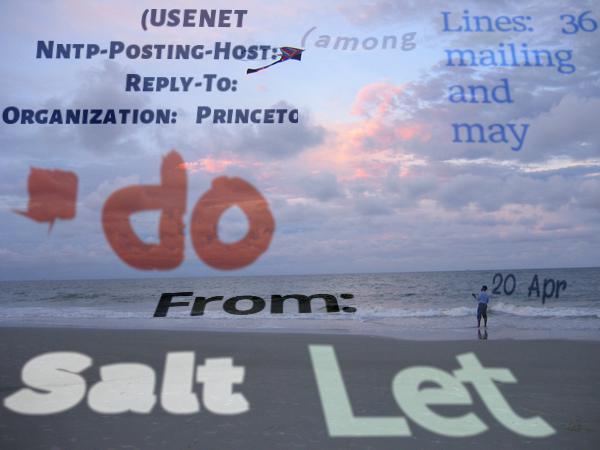 (USENET
Nntp-Posting-Host:
Reply-To:
Organization: Princeto
(among
Lines: 36
mailing
and
may
'do
From:
20 Apr
Salt
Let